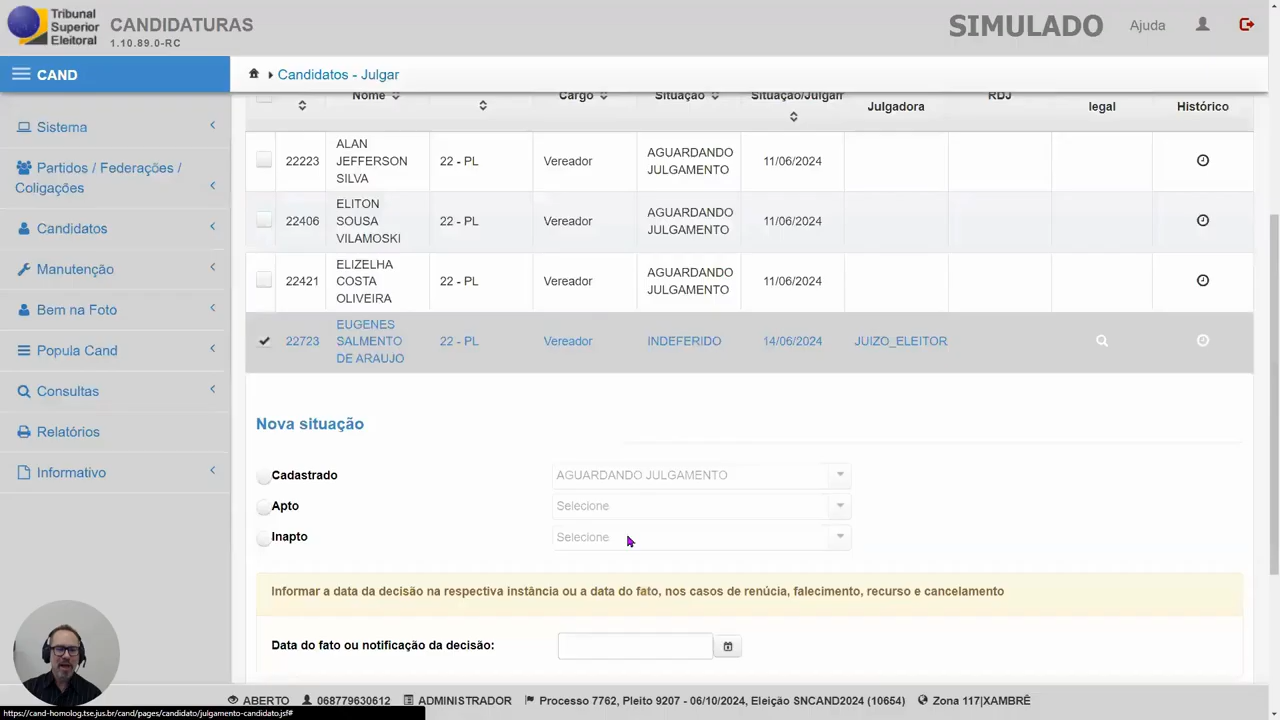 Tribunal
Superior
Eleitoral
CANDIDATURAS
1.10.89.0-RC
SIMULADO
Ajuda
CAND
Candidatos - Julgar
Sistema
Partidos / Federações /
Coligações
Candidatos
Manutenção
Bem na Foto
Popula Cand
Consultas
Relatórios
Informativo
Nome
Cargo
Situação
Situação/Julgam
Julgadora
RDJ
legal
Histórico
22223
ALAN
JEFFERSON
SILVA
22 - PL
Vereador
AGUARDANDO
JULGAMENTO
11/06/2024
22406
ELITON
SOUSA
VILAMOSKI
22 - PL
Vereador
AGUARDANDO
JULGAMENTO
11/06/2024
22421
ELIZELHA
COSTA
OLIVEIRA
22 - PL
Vereador
AGUARDANDO
JULGAMENTO
11/06/2024
22723
EUGENES
SALMENTO
DE ARAUJO
22 - PL
Vereador
INDEFERIDO
14/06/2024
JUIZO_ELEITOR
Nova situação
Cadastrado
AGUARDANDO JULGAMENTO
Apto
Selecione
Inapto
Selecione
Informar a data da decisão na respectiva instância ou a data do fato, nos casos de renúcia, falecimento, recurso e cancelamento
Data do fato ou notificação da decisão:
ABERTO 068779630612 ADMINISTRADOR Processo 7762, Pleito 9207 - 06/10/2024, Eleição SNCAND2024 (10654) Zona 117|XAMBRÊ
https://cand-homolog.tse.jus.br/cand/pages/candidato/julgamento-candidato.jsf#